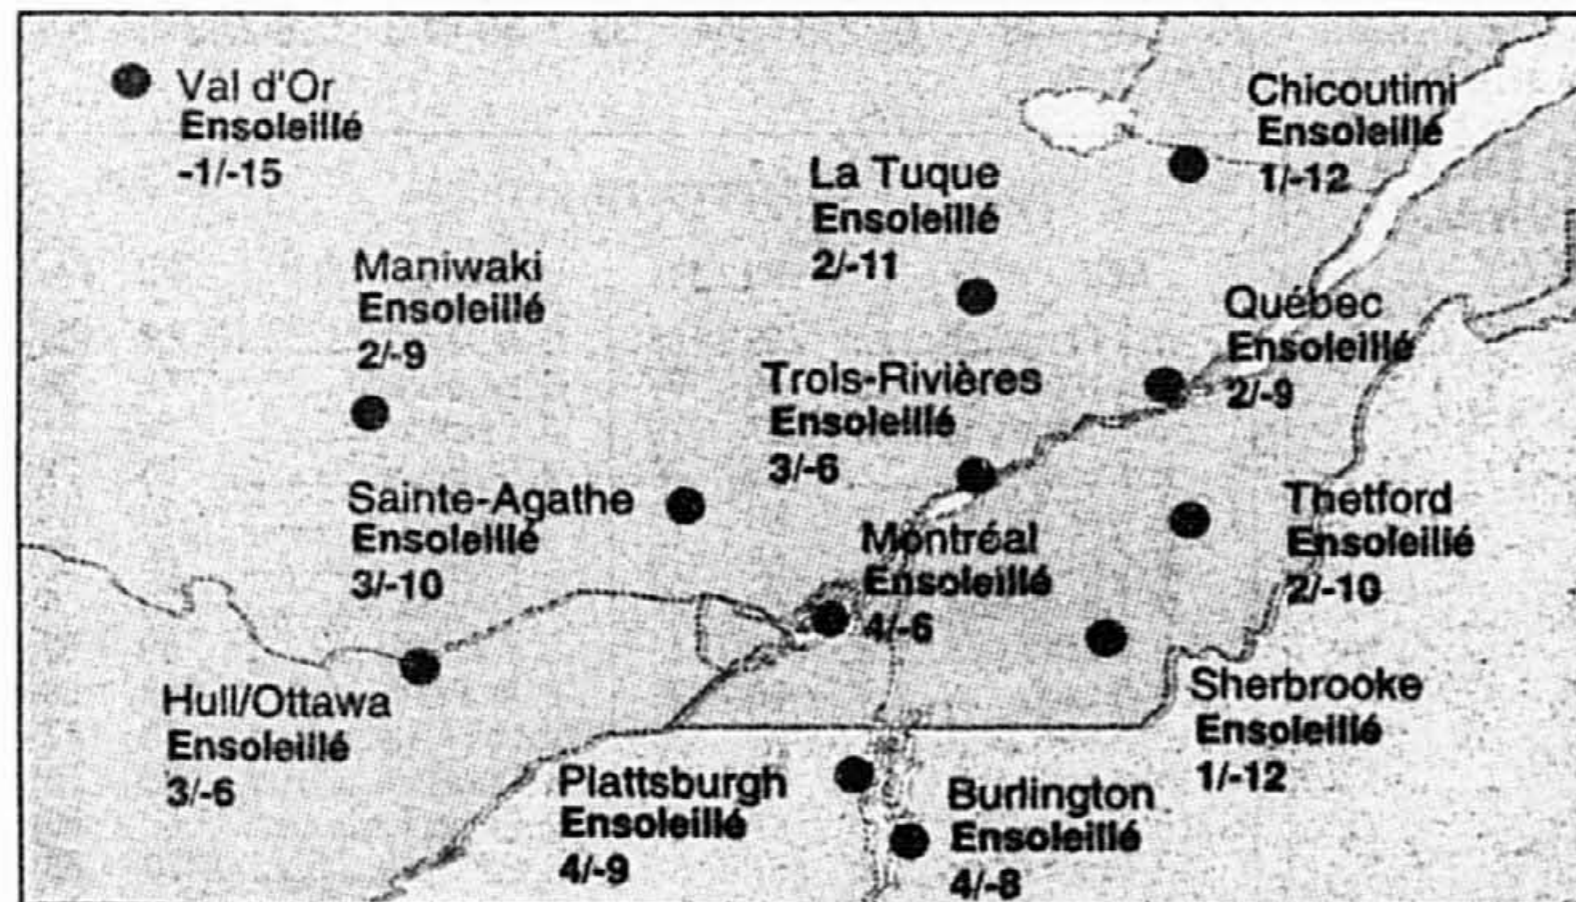 Val d'Or
Ensoleillé
-1/-15
Chicoutimi
Ensoleillé
1/-12
La Tuque
Ensoleillé
2/-11
Maniwaki
Ensoleillé
2/-9
Québec
Ensoleillé
2/-9
Trois-Rivières
Ensoleillé
3/-6
Sainte-Agathe
Ensoleillé
3/-10
Thetford
Ensoleillé
2/-10
Montréal
Ensoleillé
4/-6
Hull/Ottawa
Ensoleillé
3/-6
Sherbrooke
Ensoleillé
1/-12
Plattsburgh
Ensoleillé
4/-9
Burlington
Ensoleillé
4/-8